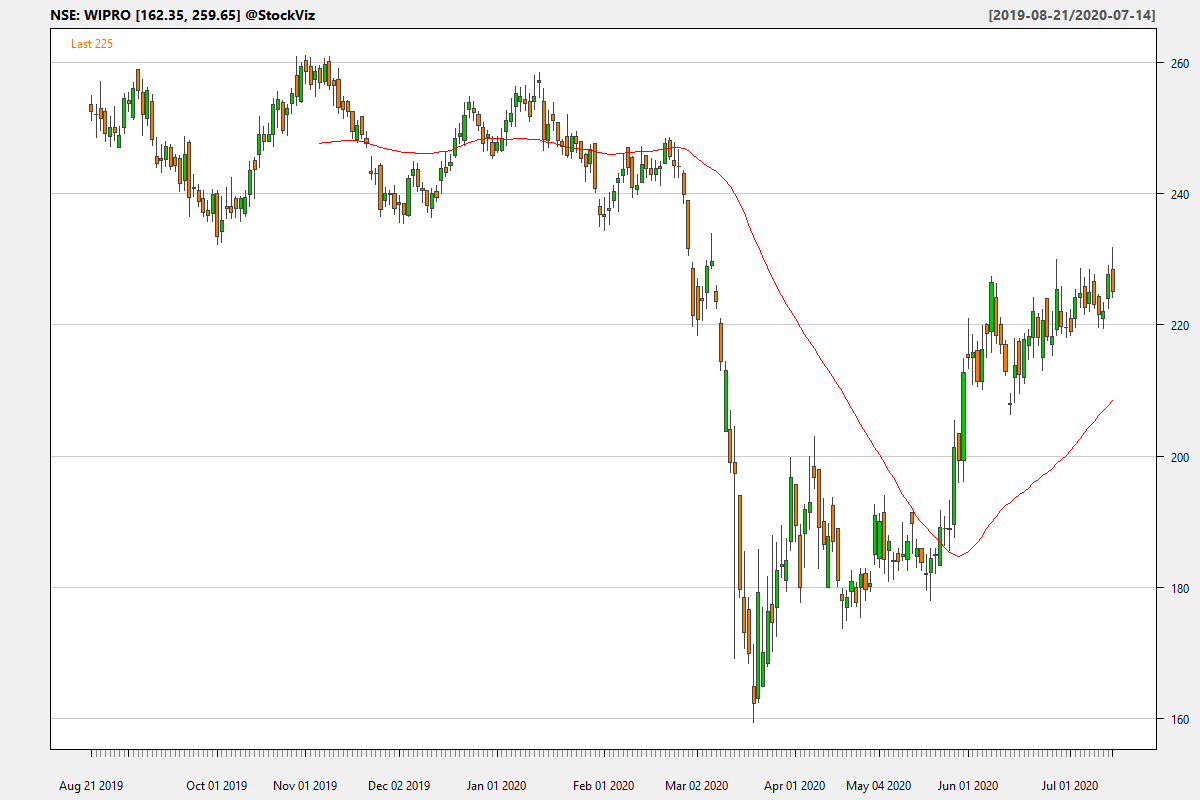 NSE: WIPRO [162.35, 259.65] @StockViz [2019-08-21/2020-07-14]
Last 225
260
240
220
200
180
160
Aug 21 2019 Oct 01 2019 Nov 01 2019 Dec 02 2019 Jan 01 2020 Feb 01 2020 Mar 02 2020 Apr 01 2020 May 04 2020 Jun 01 2020 Jul 01 2020